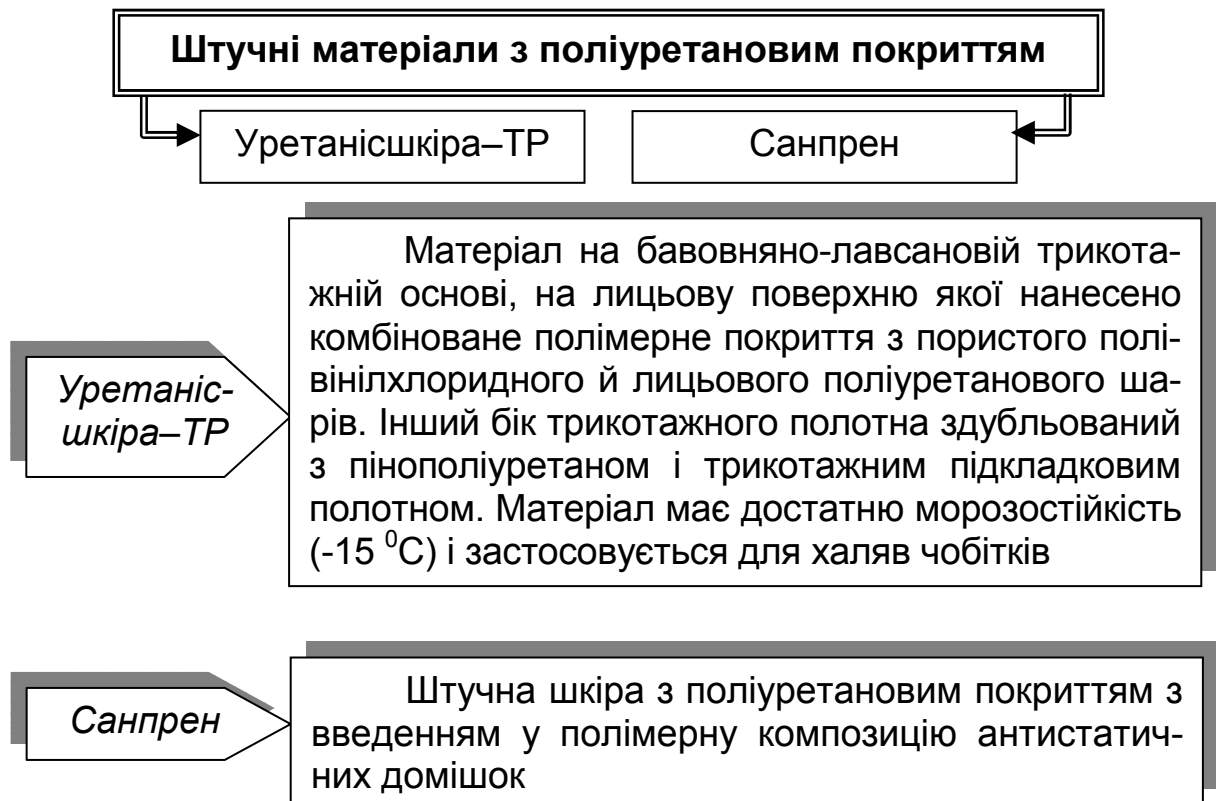 Штучні матеріали з поліуретановим покриттям
Уретанісшкіра–ТР
Санпрен
Матеріал на бавовняно-лавсановій трикота-
жній основі, на лицьову поверхню якої нанесено
комбіноване полімерне покриття з пористого полі-
вінілхлоридного й лицьового поліуретанового ша-
рів. Інший бік трикотажного полотна здубльований
з пінополіуретаном і трикотажним підкладковим
полотном. Матеріал має достатню морозостійкість
(-15 ⁰С) і застосовується для халяв чобітків
Уретаніс-
шкіра–ТР
Штучна шкіра з поліуретановим покриттям з
введенням у полімерну композицію антистатич-
них домішок
Санпрен